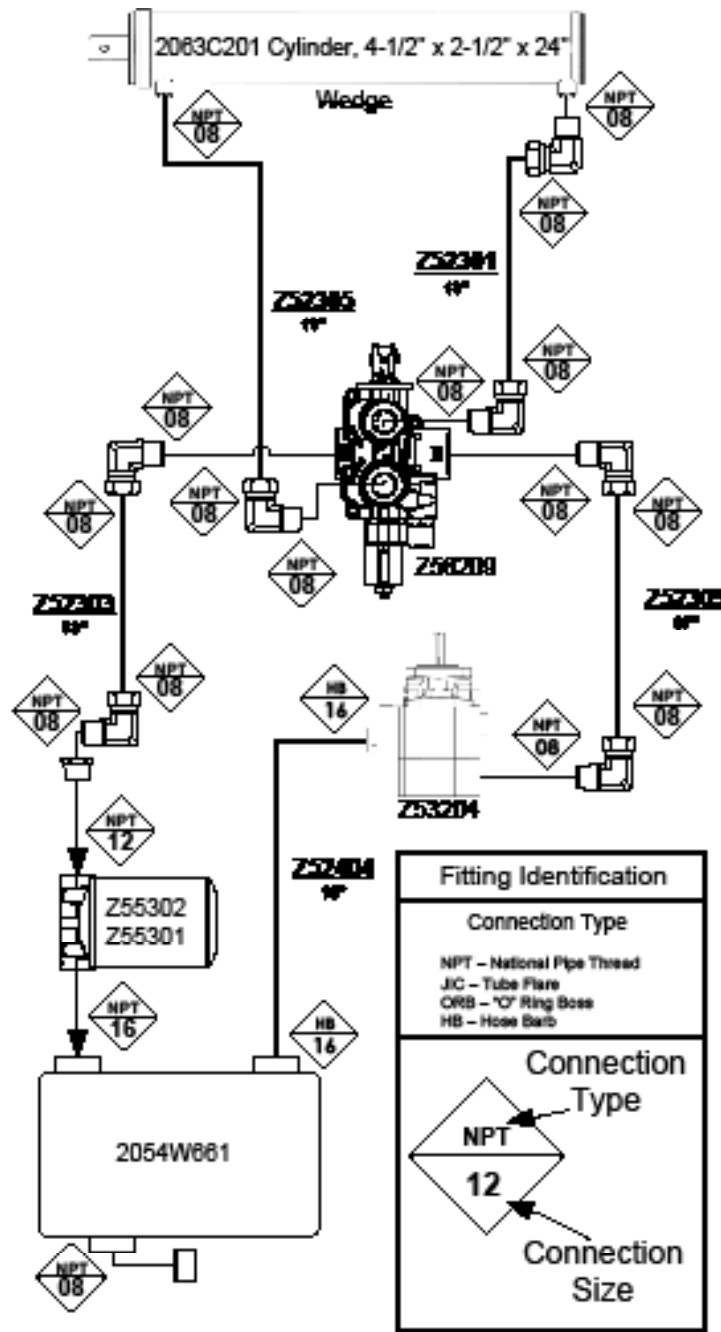 2063C201 Cylinder, 4-1/2" x 2-1/2" x 24"
Wedge
NPT
08
NPT
08
NPT
08
Z52301
Z52305
NPT
08
NPT
08
NPT
08
NPT
08
NPT
08
NPT
08
NPT
08
NPT
08
Z56209
Z52303
NPT
08
NPT
08
HB
16
NPT
08
NPT
08
Z53204
NPT
12
Z52404
Z55302
Z55301
NPT
16
HB
16
2054W661
NPT
08
Fitting Identification
Connection Type
NPT – National Pipe Thread
JIC – Tube Flare
ORB – "O" Ring Boss
HB – Hose Barb
Connection
Type
NPT
12
Connection
Size